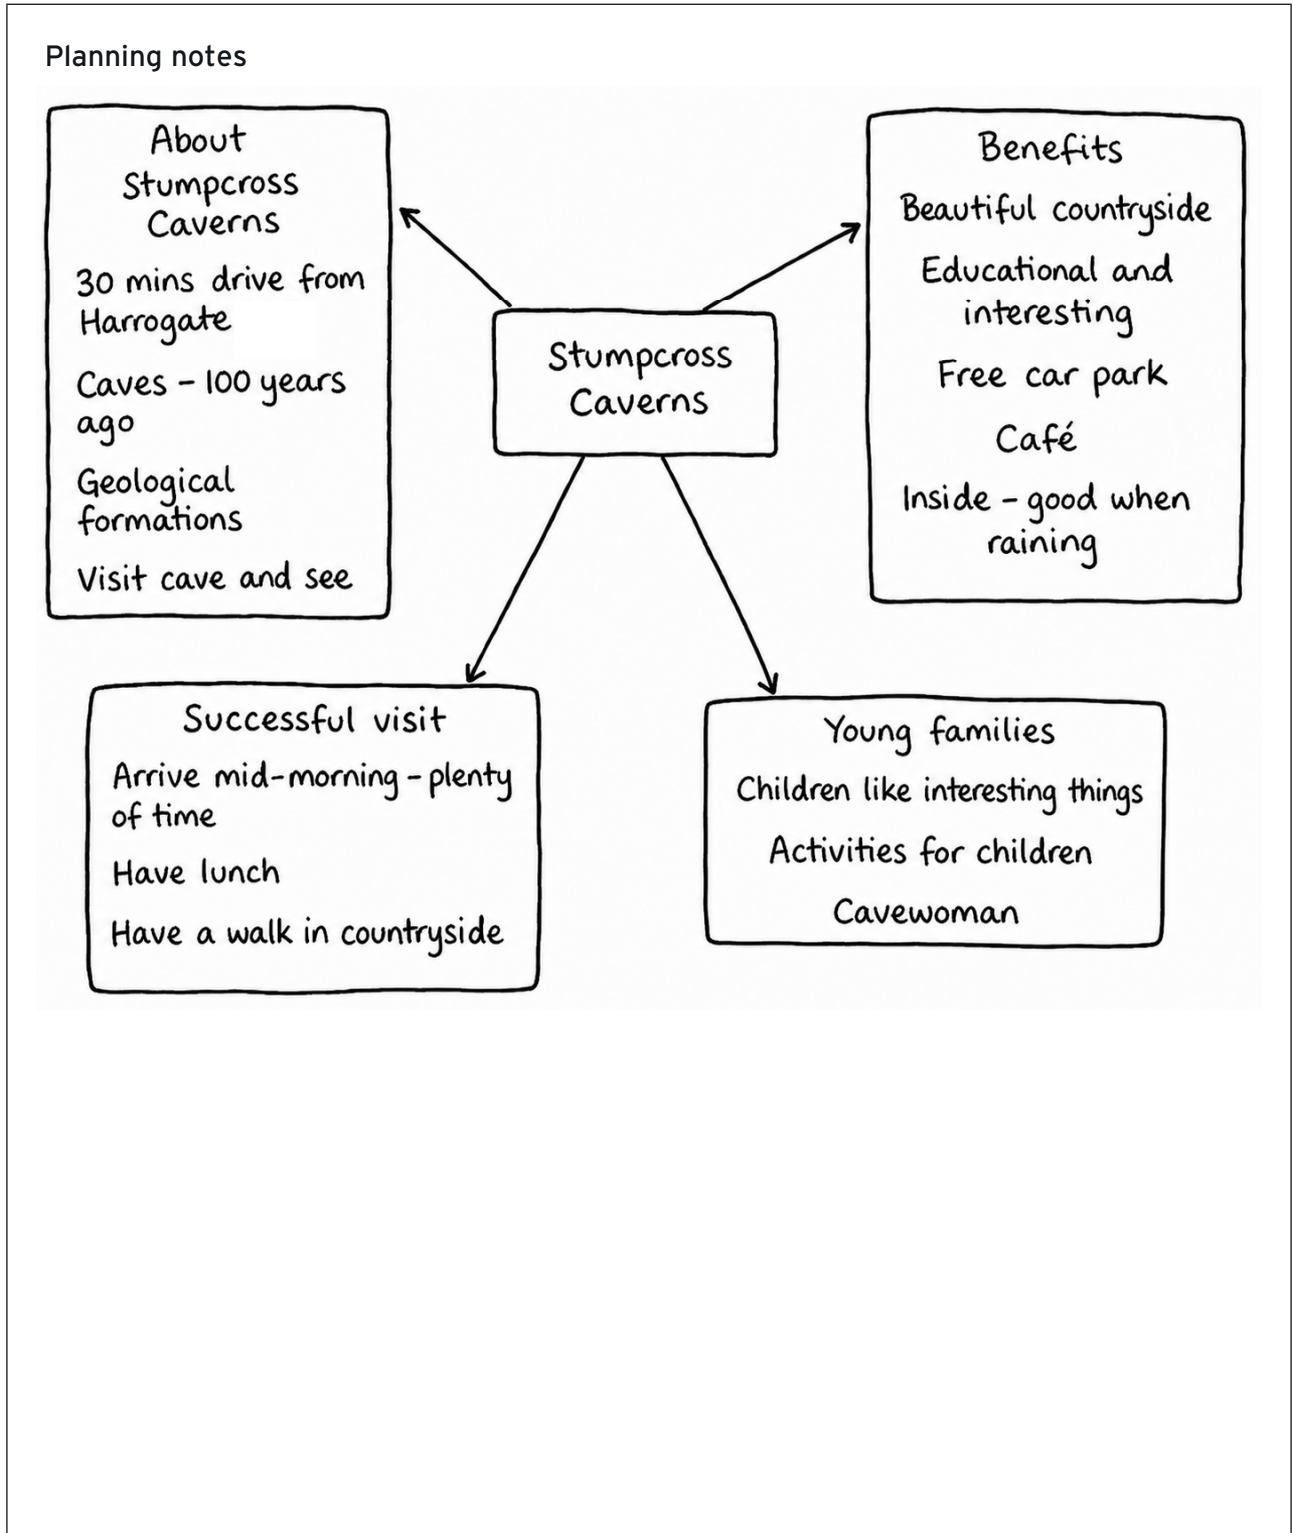 Planning notes
About
Stumpcross
Caverns
30 mins drive from
Harrogate
Caves – 100 years
ago
Geological
formations
Visit cave and see
Stumpcross
Caverns
Benefits
Beautiful countryside
Educational and
interesting
Free car park
Café
Inside – good when
raining
Successful visit
Arrive mid-morning – plenty
of time
Have lunch
Have a walk in countryside
Young families
Children like interesting things
Activities for children
Cavewoman